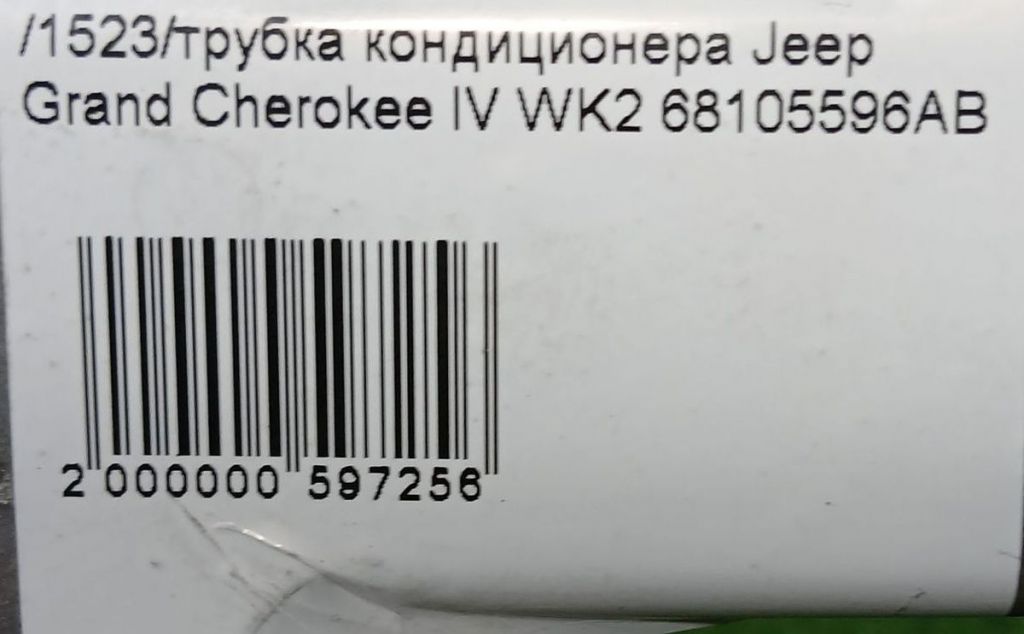 /1523/трубка кондиционера Jeep
Grand Cherokee IV WK2 68105596AB
2 000000 597256